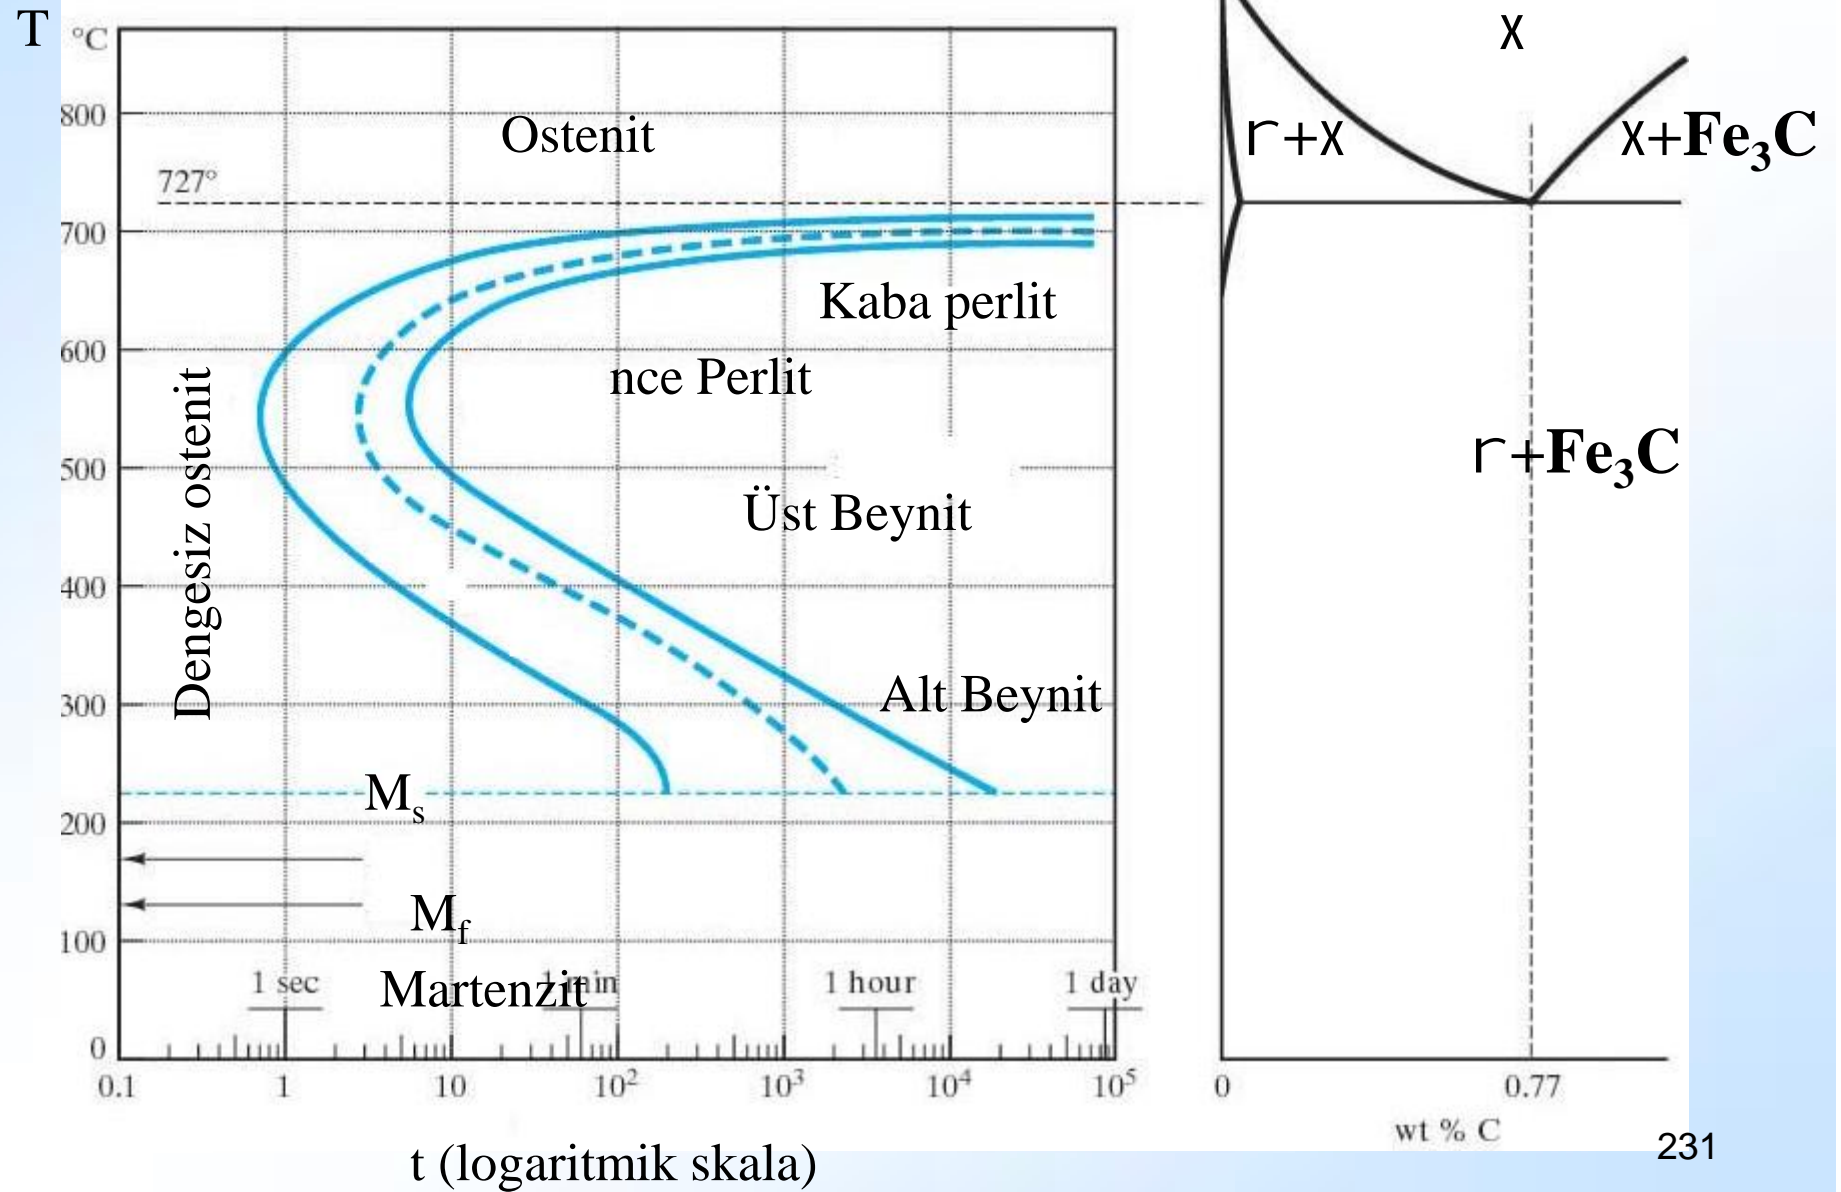 T
°C
800
700
600
500
400
300
200
100
0
727°
Ostenit
Kaba perlit
nce Perlit
Üst Beynit
Alt Beynit
Dengesiz ostenit
Ms
Mf
Martenzit
1 sec
1 min
1 hour
1 day
0.1
1
10
10²
10³
10⁴
10⁵
t (logaritmik skala)
x
r+x
x+Fe₃C
r+Fe₃C
0
0.77
wt % C
231